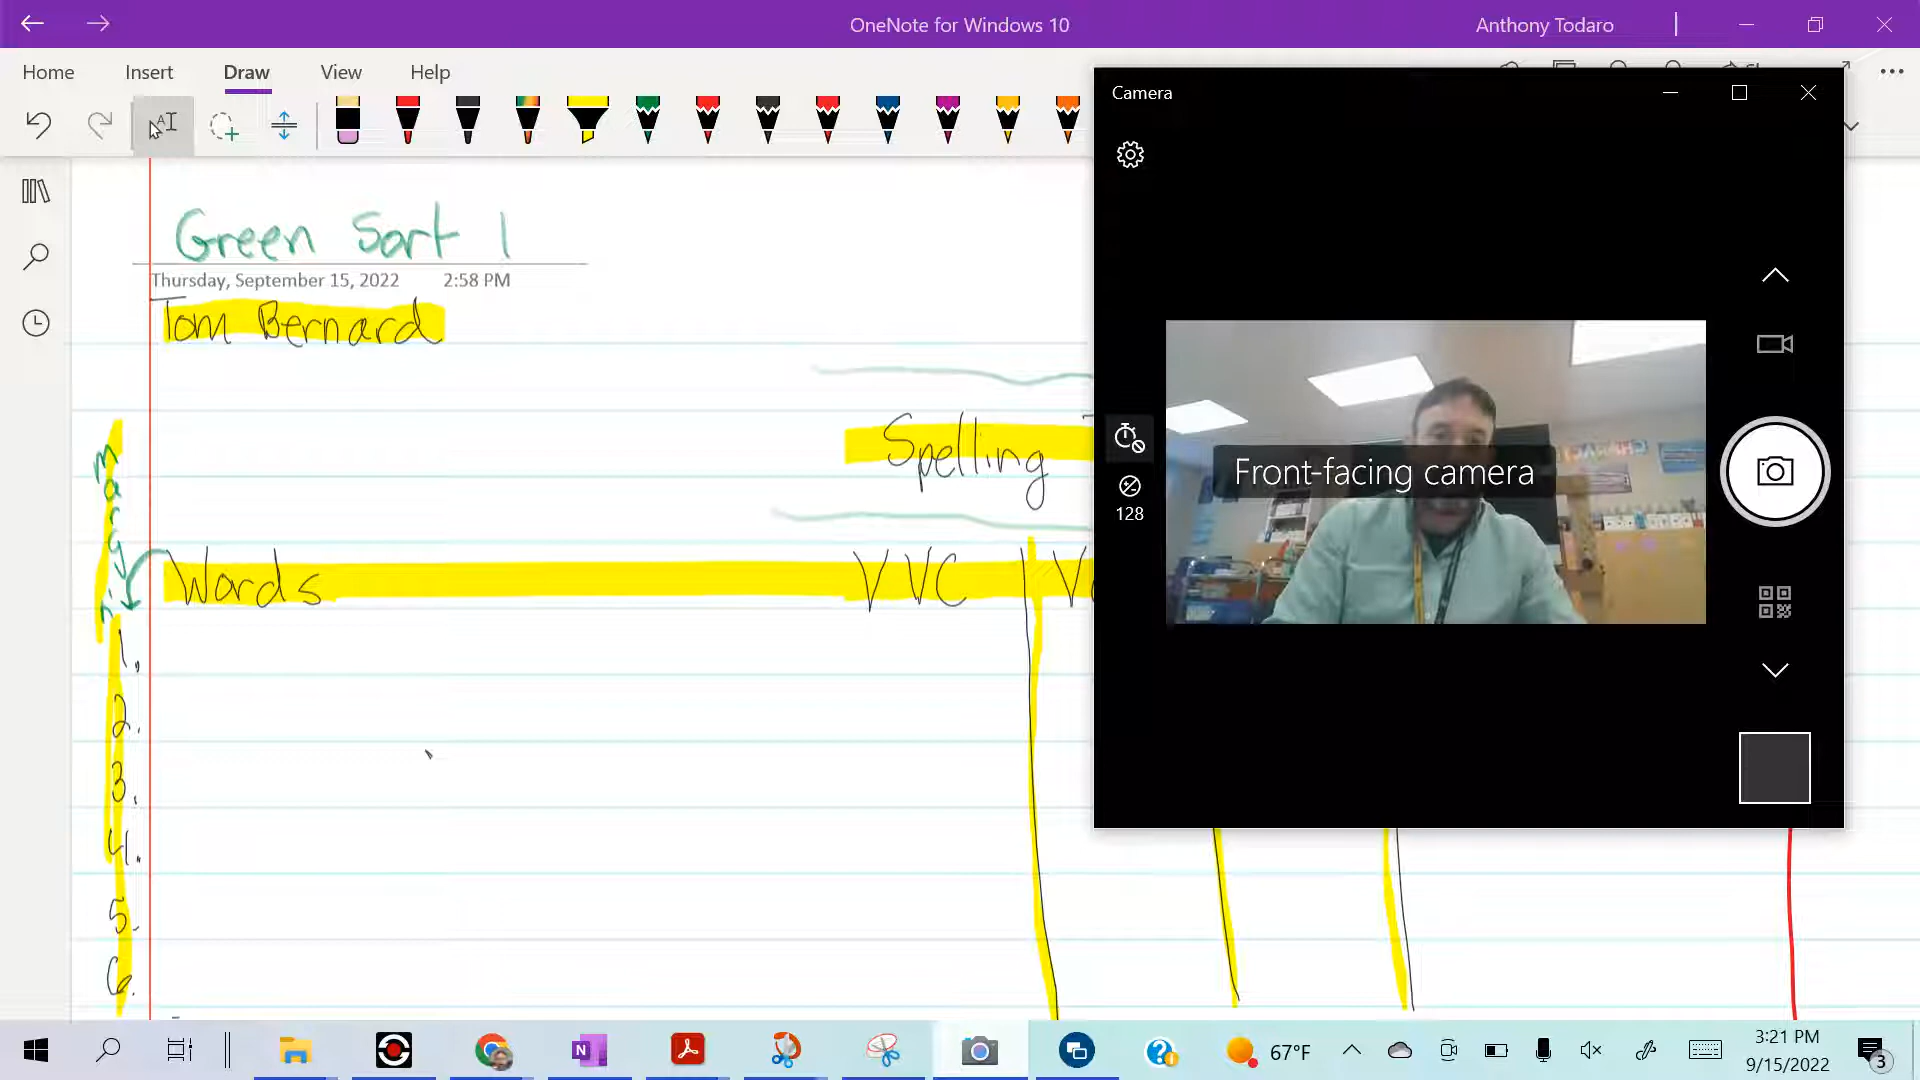 OneNote for Windows 10
Anthony Todaro
Home Insert Draw View Help
Camera
Green Sort 1
Thursday, September 15, 2022 2:58 PM
Tom Bernard
Spelling
Front-facing camera
128
margin
Words VVC
1.
2.
3.
4.
5.
6.
67°F
3:21 PM
9/15/2022
3